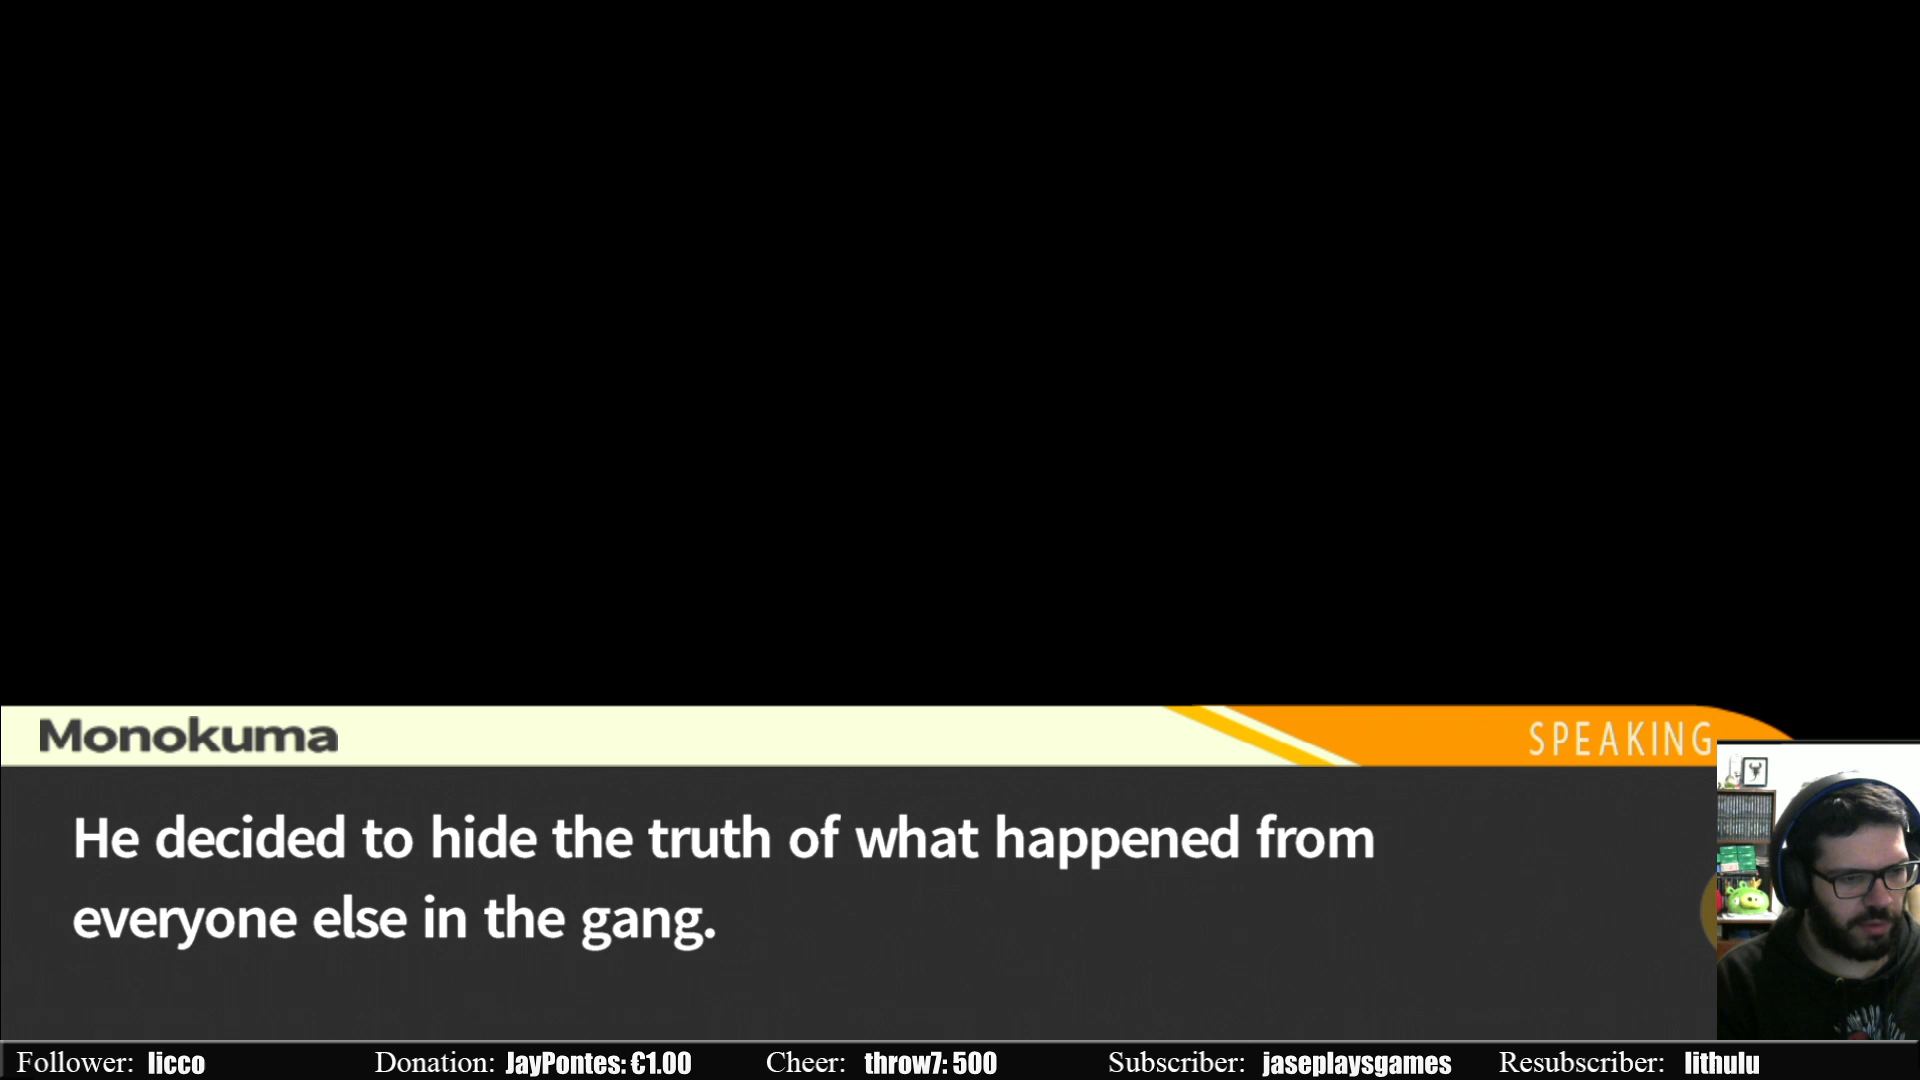 Monokuma
SPEAKING
He decided to hide the truth of what happened from
everyone else in the gang.
Follower: licco Donation: JayPontes: €1.00 Cheer: throw7: 500 Subscriber: jaseplaysgames Resubscriber: lithulu